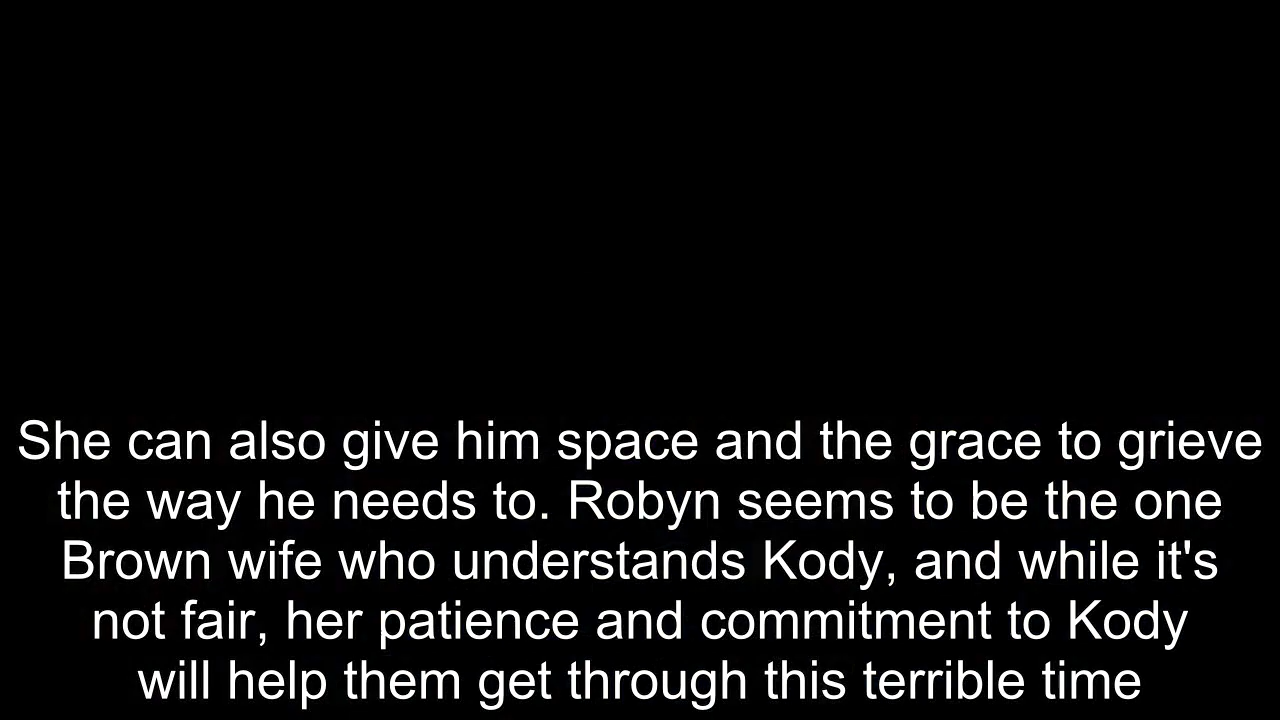 She can also give him space and the grace to grieve
the way he needs to. Robyn seems to be the one
Brown wife who understands Kody, and while it's
not fair, her patience and commitment to Kody
will help them get through this terrible time